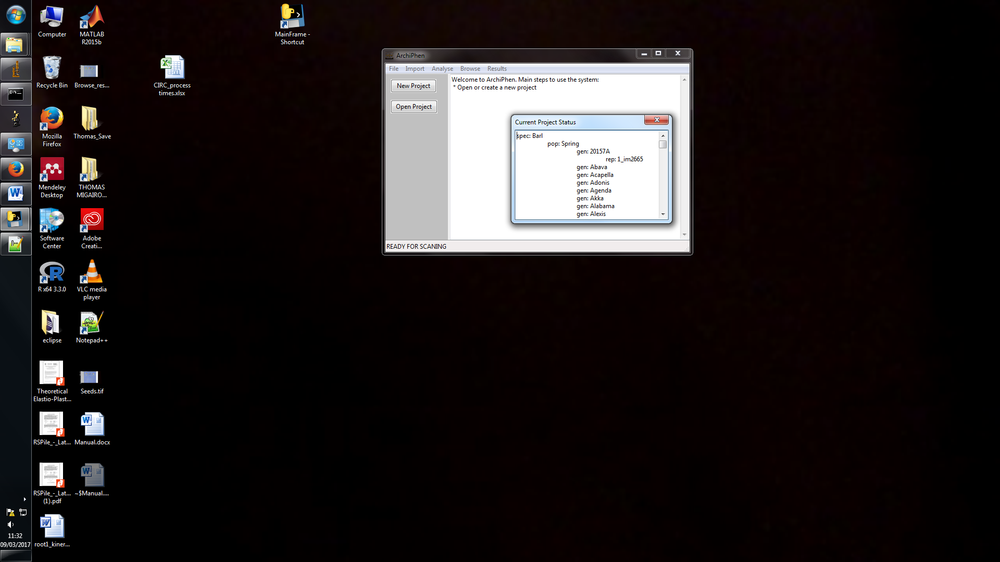 Computer
MATLAB
R2015b
MainFrame -
Shortcut
Recycle Bin
Browse_res...
CIRC_process
times.xlsx
Mozilla
Firefox
Thomas_Save
Mendeley
Desktop
THOMAS
MIGAIRO...
Software
Center
Adobe
Creati...
R x64 3.3.0
VLC media
player
eclipse
Notepad++
Theoretical
Elastio-Plast...
Seeds.tif
RSPile_-_Lat...
Manual.docx
RSPile_-_Lat...
(1).pdf
~$Manual....
root1_kiner...
11:32
09/03/2017
ArchiPhen
File Import Analyse Browse Results
New Project
Open Project
Welcome to ArchiPhen. Main steps to use the system:
* Open or create a new project
Current Project Status
spec: Barl
pop: Spring
gen: 20157A
rep: 1_im2665
gen: Abava
gen: Acapella
gen: Adonis
gen: Agenda
gen: Akka
gen: Alabama
gen: Alexis
READY FOR SCANING